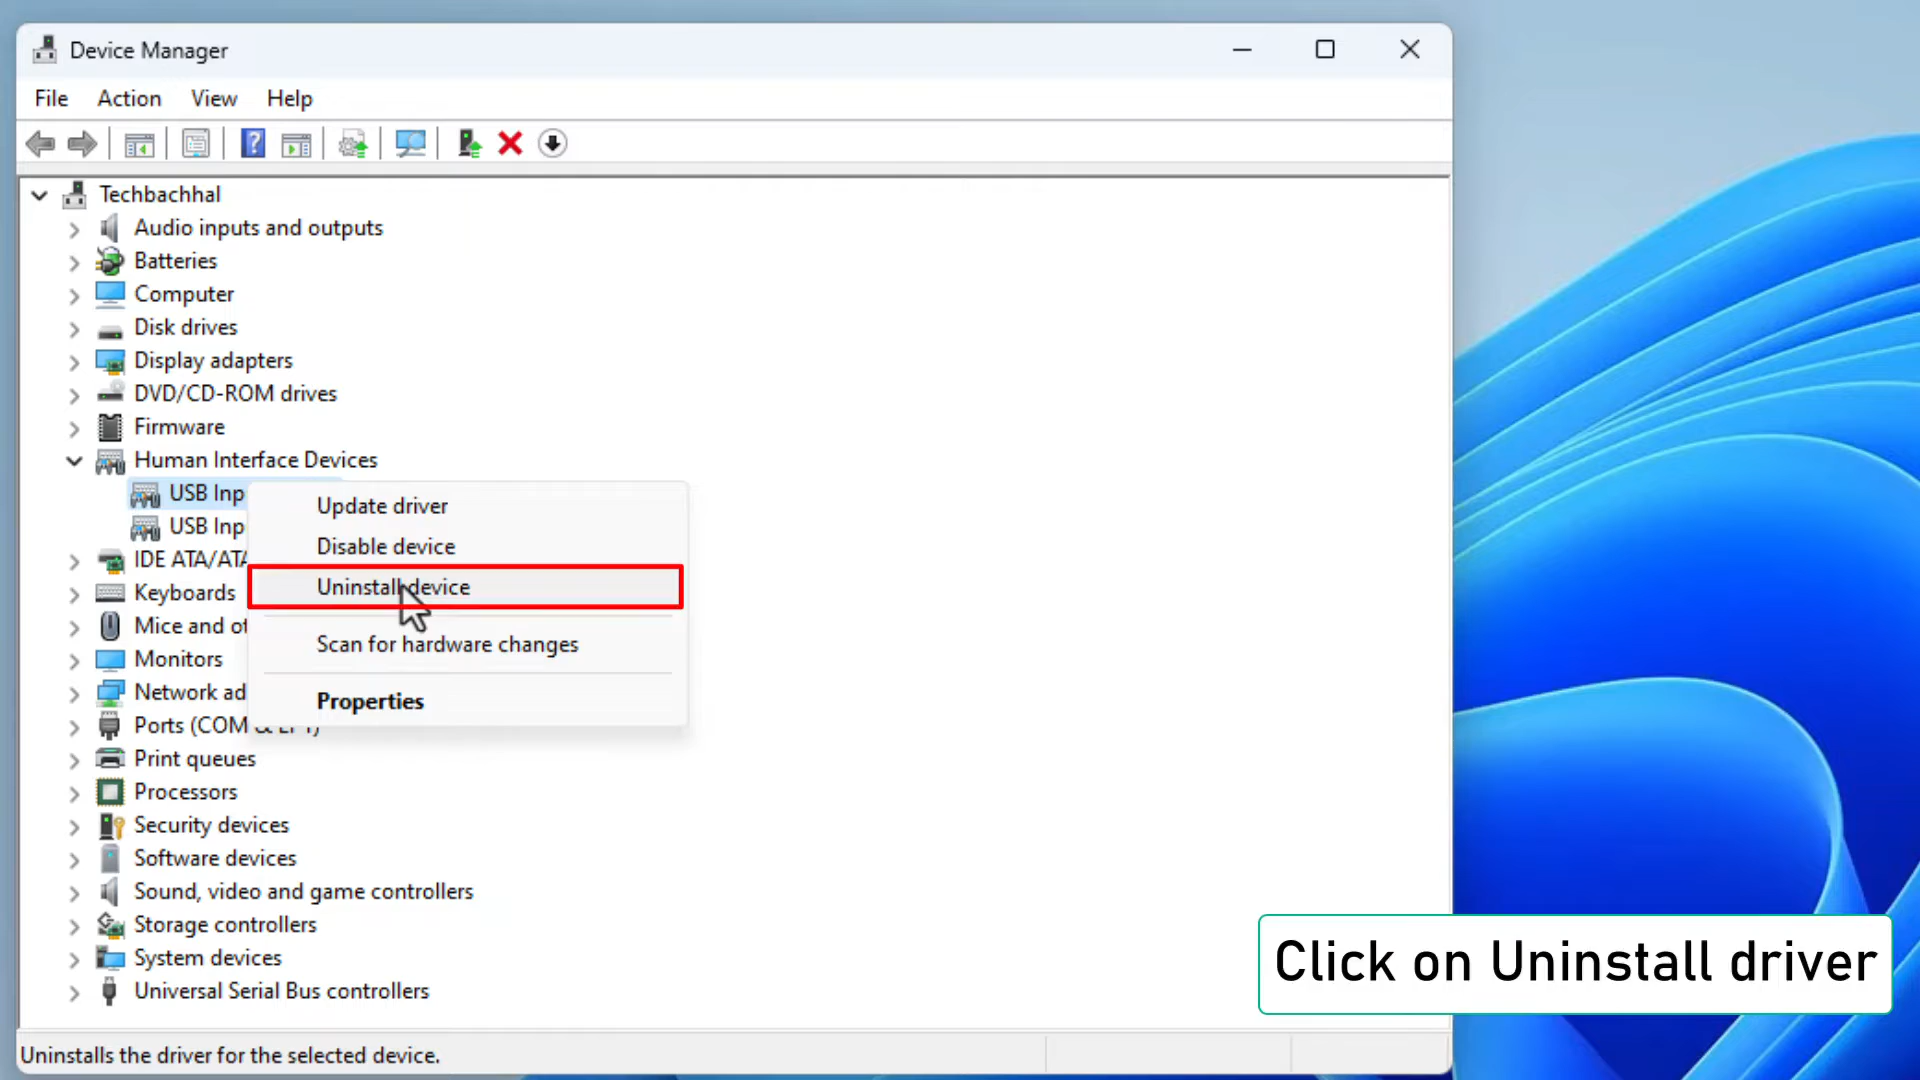 Device Manager
File Action View Help
Techbachhal
Audio inputs and outputs
Batteries
Computer
Disk drives
Display adapters
DVD/CD-ROM drives
Firmware
Human Interface Devices
USB Inp
USB Inp
IDE ATA/ATA
Keyboards
Mice and ot
Monitors
Network ad
Ports (COM & LPT)
Print queues
Processors
Security devices
Software devices
Sound, video and game controllers
Storage controllers
System devices
Universal Serial Bus controllers
Update driver
Disable device
Uninstall device
Scan for hardware changes
Properties
Click on Uninstall driver
Uninstalls the driver for the selected device.